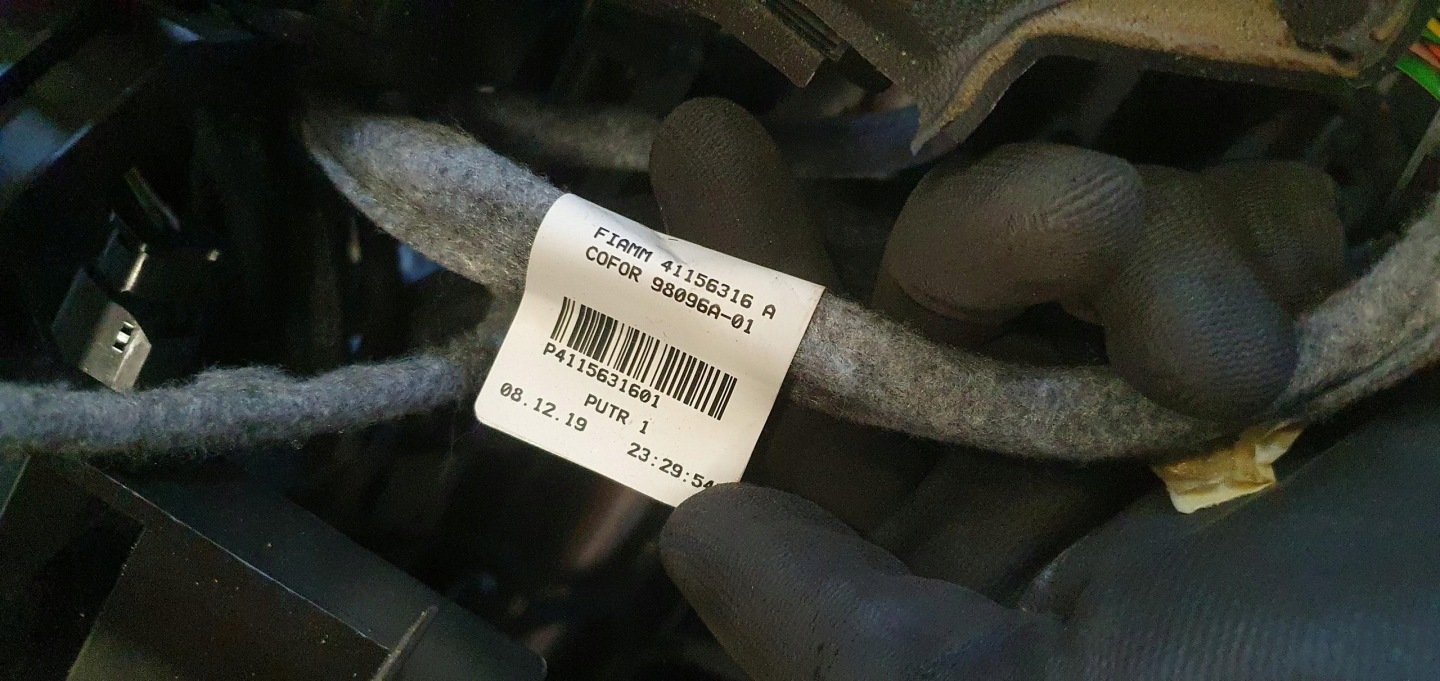 FIAMM 41156316 A
COFOR 98096A-01
P4115631601
PUTR 1
08.12.19 23:29:54